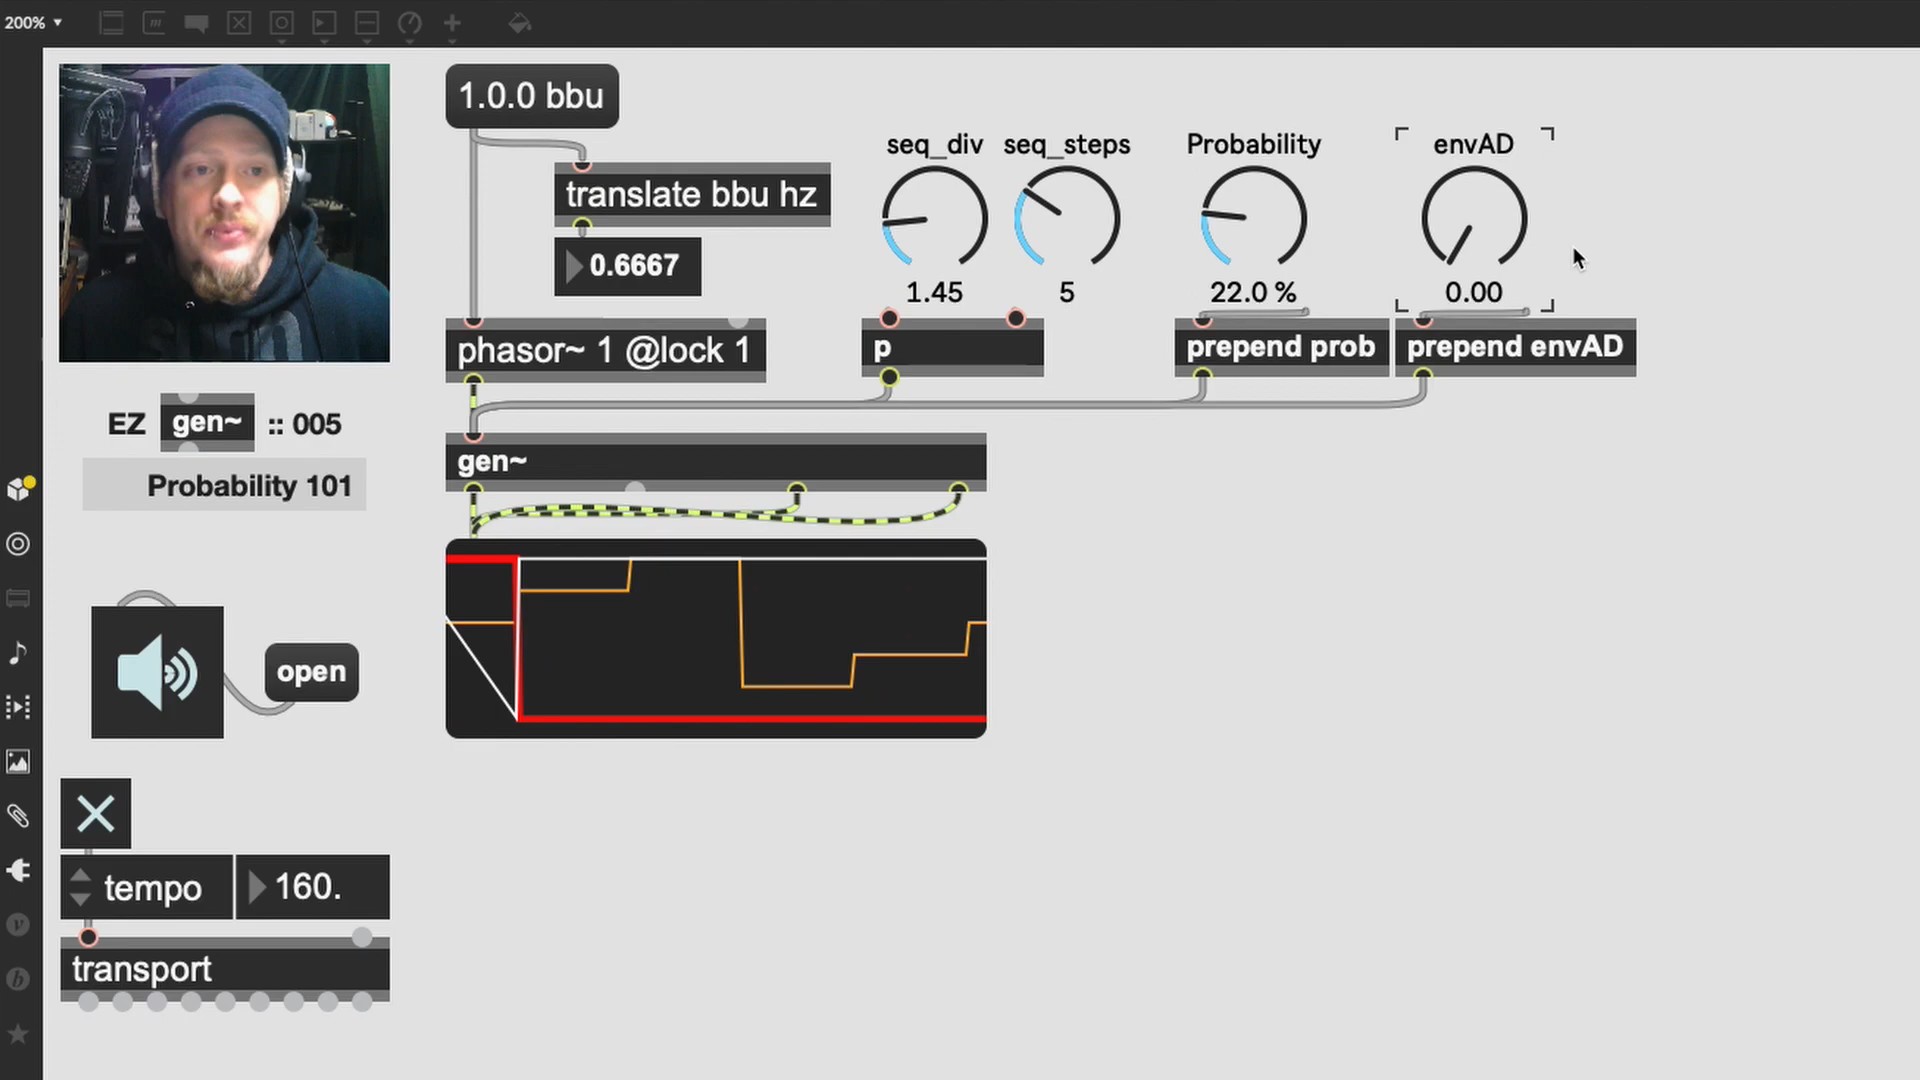 200%
1.0.0 bbu
translate bbu hz
0.6667
phasor~ 1 @lock 1
seq_div
1.45
seq_steps
5
p
Probability
22.0 %
prepend prob
envAD
0.00
prepend envAD
gen~
EZ gen~ :: 005
Probability 101
open
tempo 160.
transport